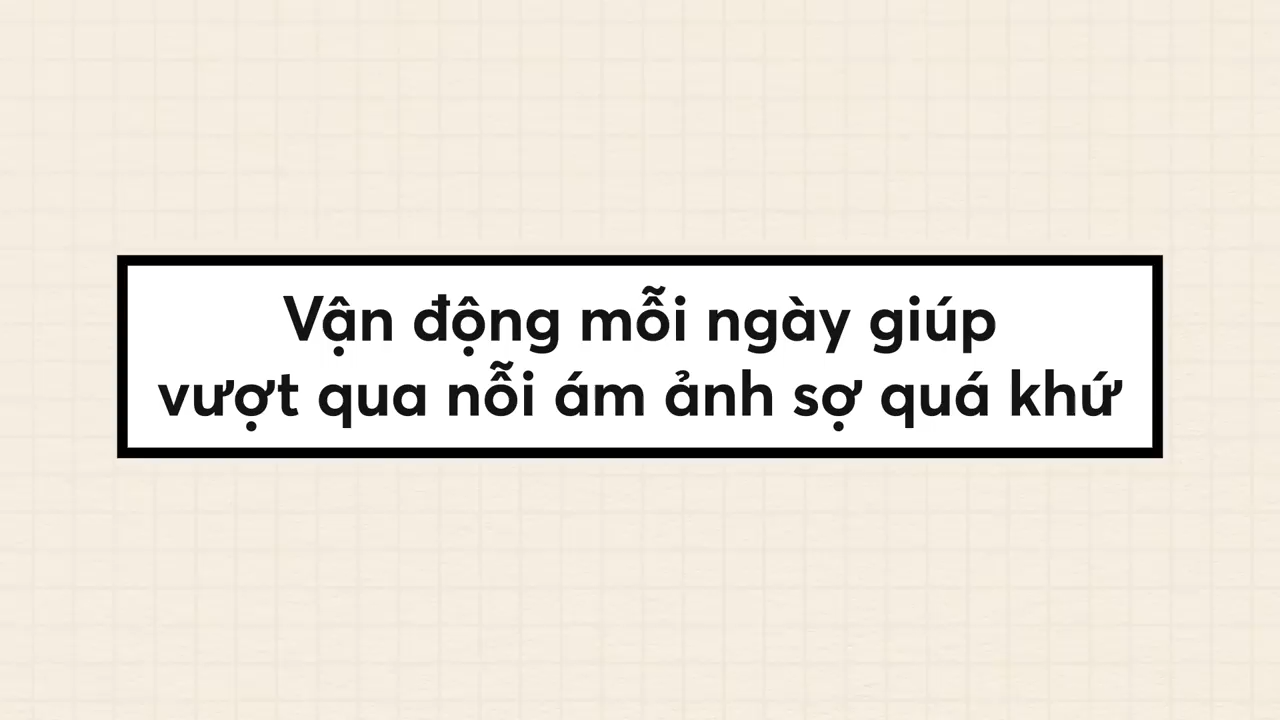 Vận động mỗi ngày giúp
vượt qua nỗi ám ảnh sợ quá khứ